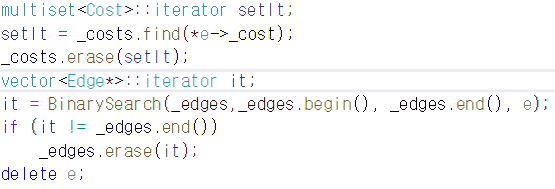 multiset<Cost>::iterator setIt;
setIt = _costs.find(*e->_cost);
_costs.erase(setIt);
vector<Edge*>::iterator it;
it = BinarySearch(_edges,_edges.begin(), _edges.end(), e);
if (it != _edges.end())
    _edges.erase(it);
delete e;